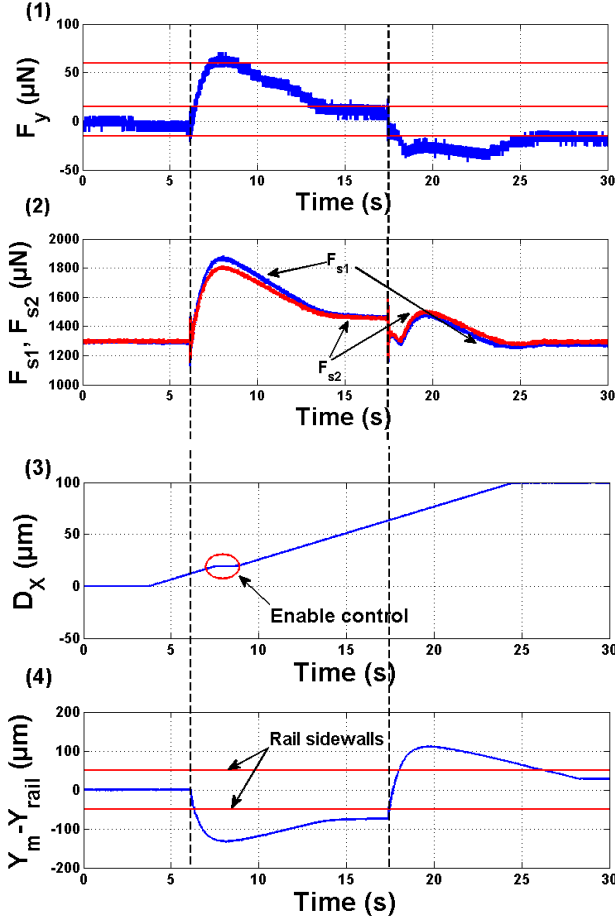 (1)
F_y (µN)
100
50
0
-50
0 5 10 15 20 25 30
Time (s)
(2)
F_s1, F_s2 (µN)
2000
1800
1600
1400
1200
1000
F_s1
F_s2
0 5 10 15 20 25 30
Time (s)
(3)
D_X (µm)
100
50
0
-50
Enable control
0 5 10 15 20 25 30
Time (s)
(4)
Y_m-Y_rail (µm)
200
100
0
-100
-200
Rail sidewalls
0 5 10 15 20 25 30
Time (s)